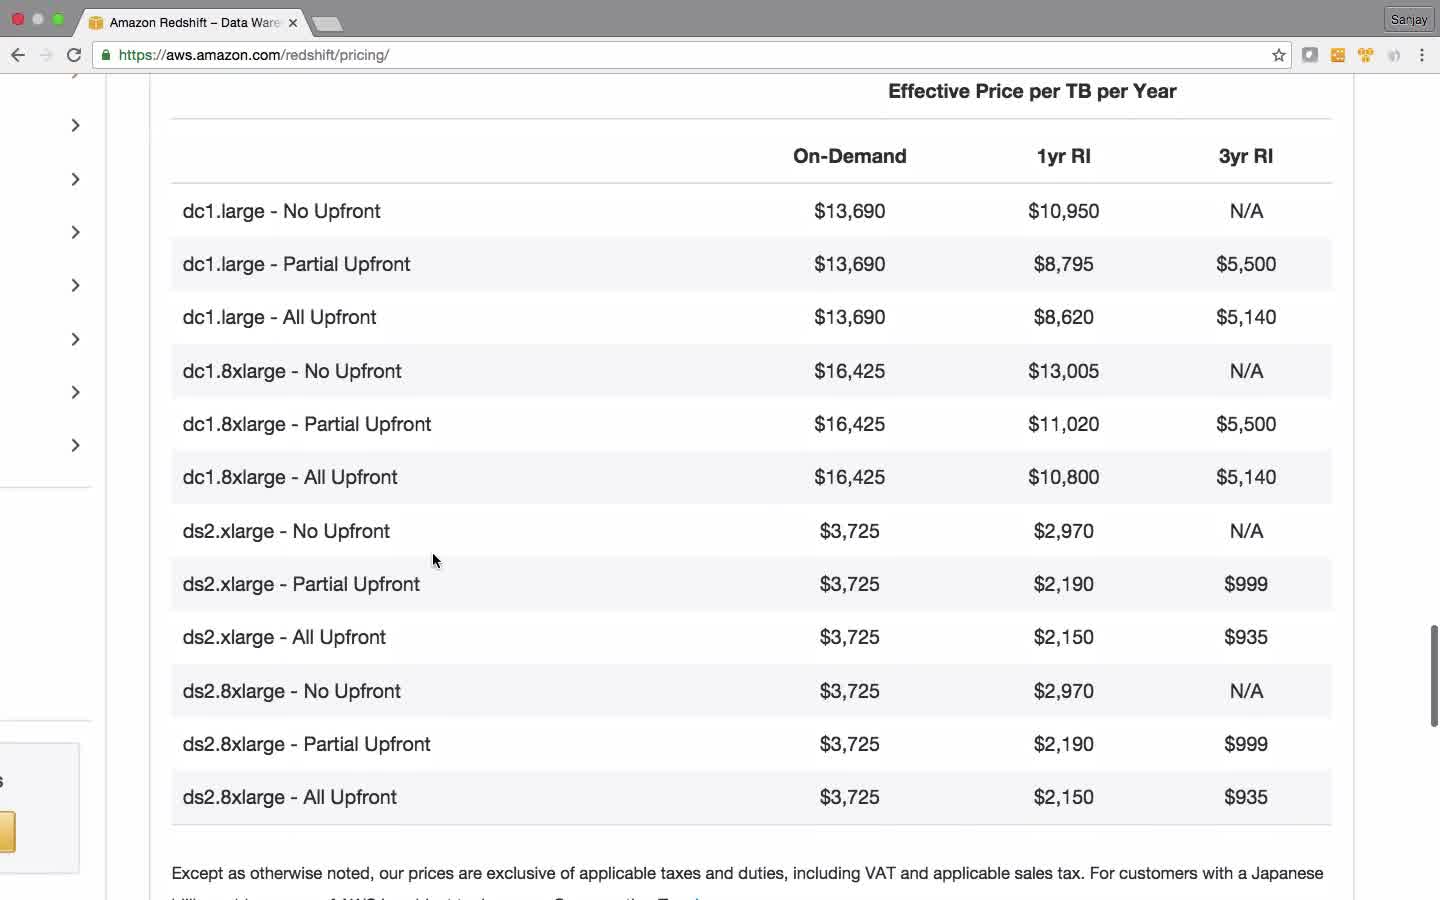 Amazon Redshift – Data Ware
Sanjay
https://aws.amazon.com/redshift/pricing/
Effective Price per TB per Year
On-Demand 1yr RI 3yr RI
dc1.large - No Upfront $13,690 $10,950 N/A
dc1.large - Partial Upfront $13,690 $8,795 $5,500
dc1.large - All Upfront $13,690 $8,620 $5,140
dc1.8xlarge - No Upfront $16,425 $13,005 N/A
dc1.8xlarge - Partial Upfront $16,425 $11,020 $5,500
dc1.8xlarge - All Upfront $16,425 $10,800 $5,140
ds2.xlarge - No Upfront $3,725 $2,970 N/A
ds2.xlarge - Partial Upfront $3,725 $2,190 $999
ds2.xlarge - All Upfront $3,725 $2,150 $935
ds2.8xlarge - No Upfront $3,725 $2,970 N/A
ds2.8xlarge - Partial Upfront $3,725 $2,190 $999
ds2.8xlarge - All Upfront $3,725 $2,150 $935
Except as otherwise noted, our prices are exclusive of applicable taxes and duties, including VAT and applicable sales tax. For customers with a Japanese